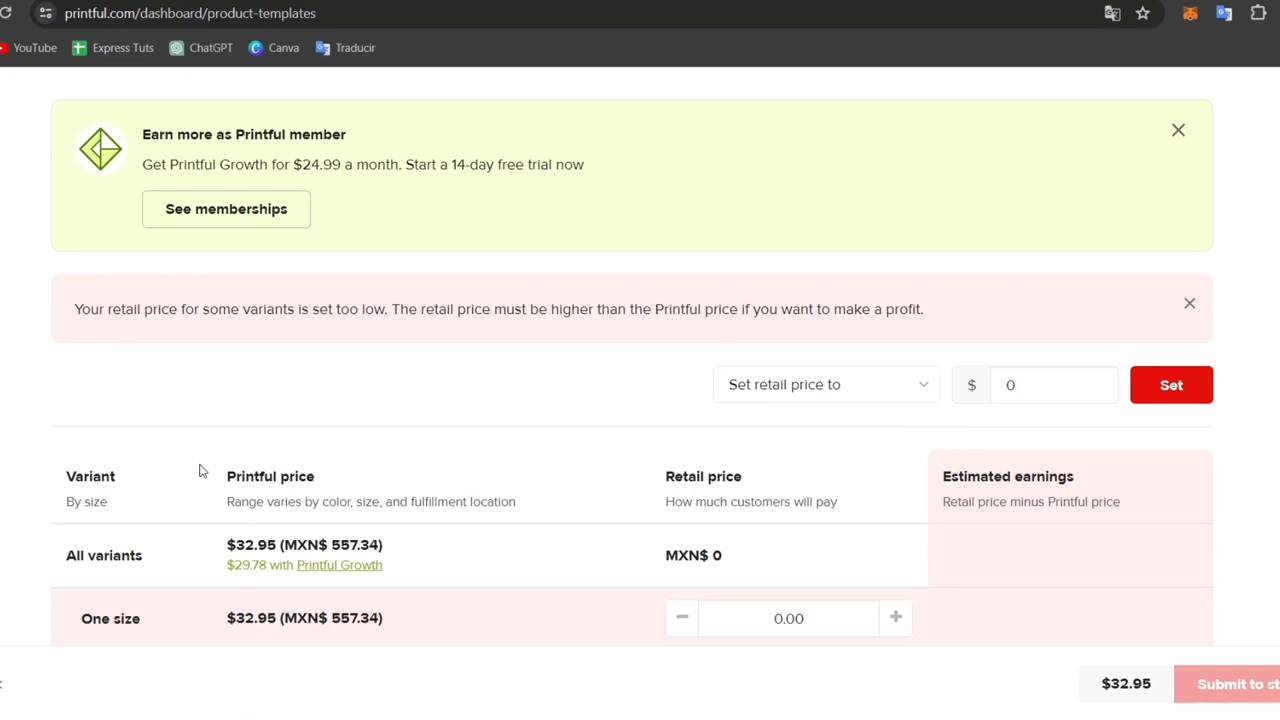 printful.com/dashboard/product-templates
YouTube Express Tuts ChatGPT Canva Traducir
Earn more as Printful member
Get Printful Growth for $24.99 a month. Start a 14-day free trial now
See memberships
Your retail price for some variants is set too low. The retail price must be higher than the Printful price if you want to make a profit.
Set retail price to $ 0 Set
Variant Printful price Retail price Estimated earnings
By size Range varies by color, size, and fulfillment location How much customers will pay Retail price minus Printful price
All variants $32.95 (MXN$ 557.34) MXN$ 0
$29.78 with Printful Growth
One size $32.95 (MXN$ 557.34) 0.00
$32.95 Submit to st